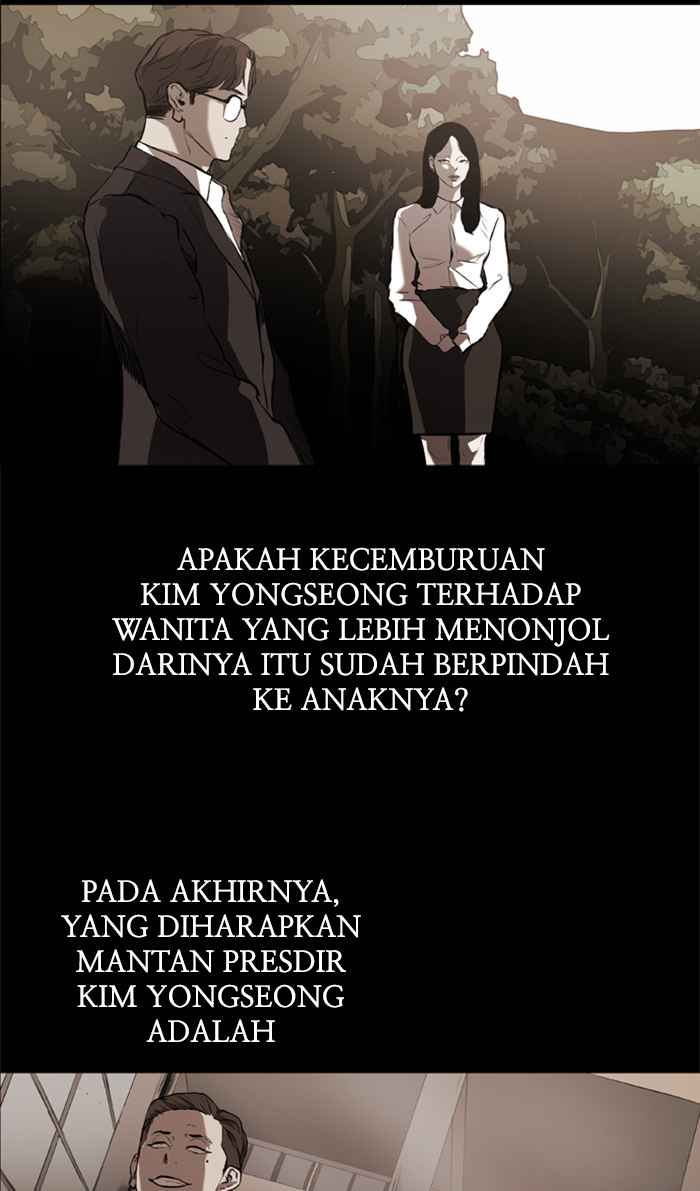 APAKAH KECEMBURUAN
KIM YONGSEONG TERHADAP
WANITA YANG LEBIH MENONJOL
DARINYA ITU SUDAH BERPINDAH
KE ANAKNYA?
PADA AKHIRNYA,
YANG DIHARAPKAN
MANTAN PRESDIR
KIM YONGSEONG
ADALAH